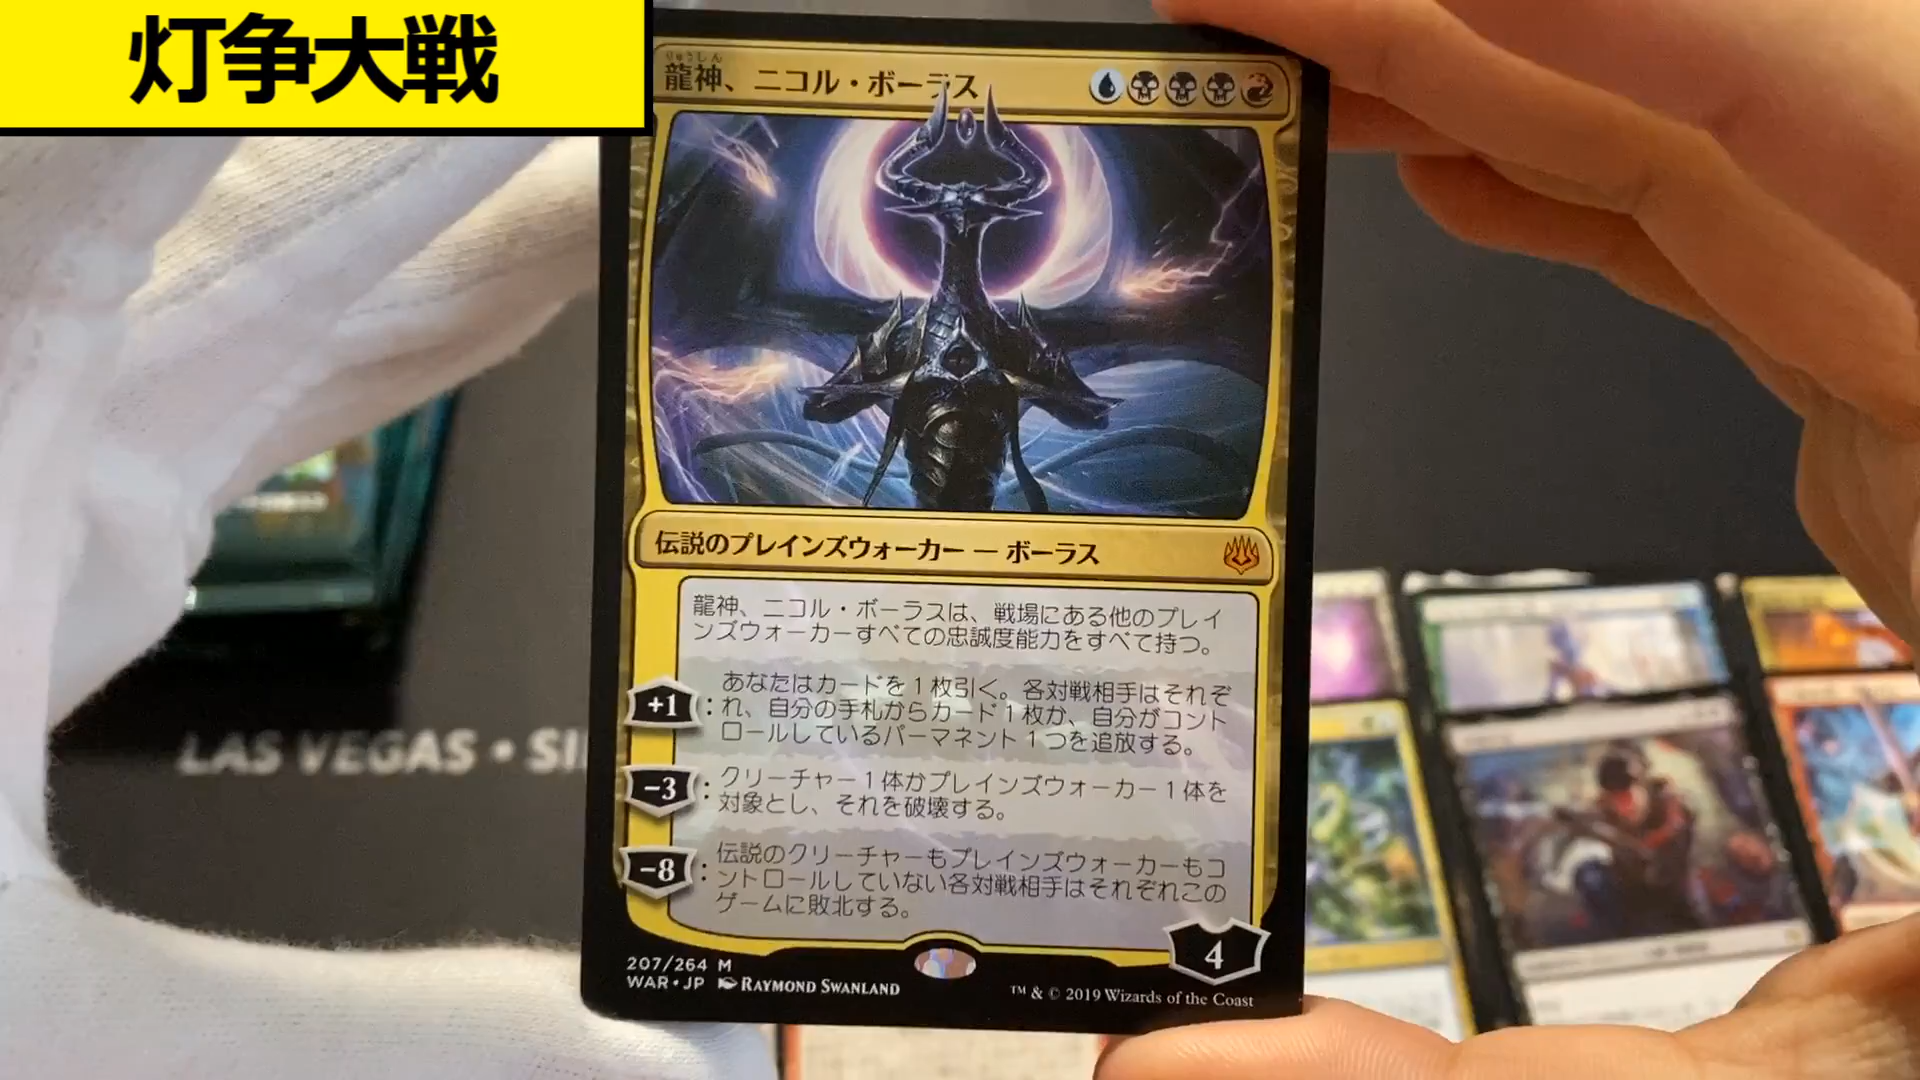 灯争大戦
りゅうじん
龍神、ニコル・ボーラス
伝説のプレインズウォーカー — ボーラス
龍神、ニコル・ボーラスは、戦場にある他のプレイ
ンズウォーカーすべての忠誠度能力をすべて持つ。
+1:あなたはカードを1枚引く。各対戦相手はそれぞ
れ、自分の手札からカード1枚か、自分がコント
ロールしているパーマネント1つを追放する。
-3:クリーチャー1体かプレインズウォーカー1体を
対象とし、それを破壊する。
-8:伝説のクリーチャーもプレインズウォーカーもコ
ントロールしていない各対戦相手はそれぞれこの
ゲームに敗北する。
4
207/264 M
WAR•JP RAYMOND SWANLAND
™ & © 2019 Wizards of the Coast
LAS VEGAS •